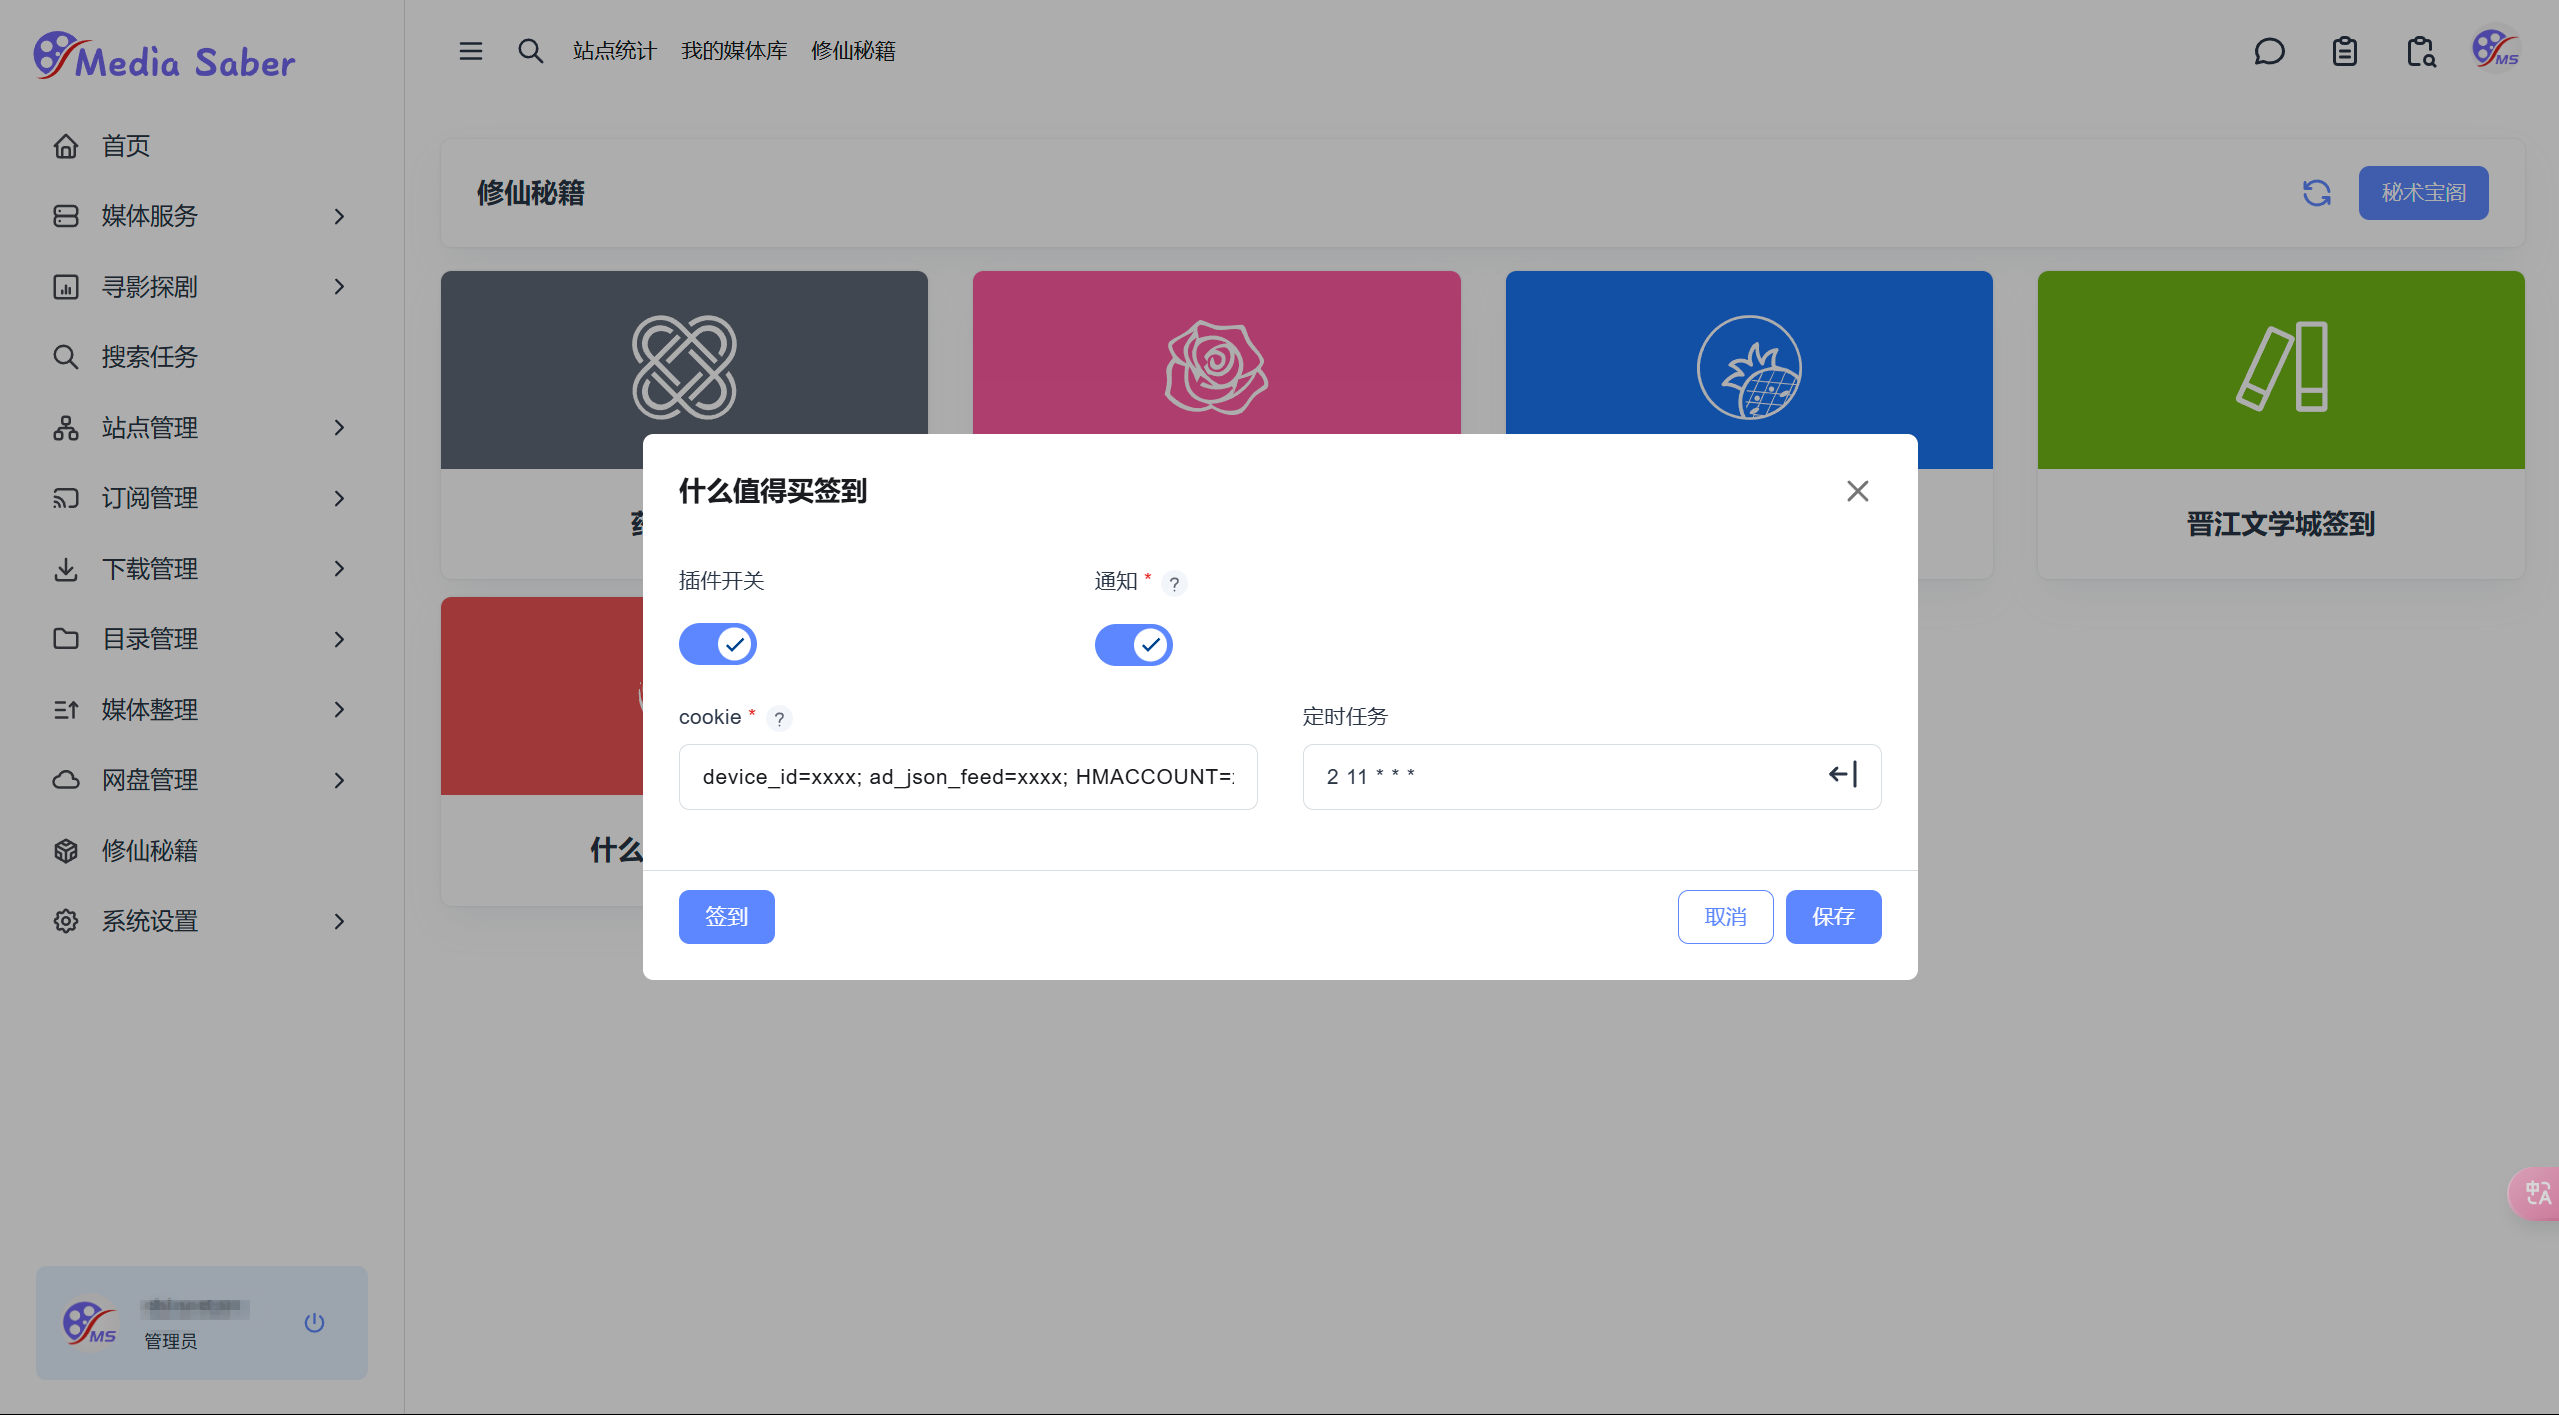 Media Saber
首页
媒体服务
寻影探剧
搜索任务
站点管理
订阅管理
下载管理
目录管理
媒体整理
网盘管理
修仙秘籍
系统设置
MS
管理员
站点统计 我的媒体库 修仙秘籍
MS
修仙秘籍
秘术宝阁
晋江文学城签到
什么
什么值得买签到
插件开关
通知 * ?
cookie * ?
device_id=xxxx; ad_json_feed=xxxx; HMACCOUNT=
定时任务
2 11 * * *
签到
取消
保存
中A